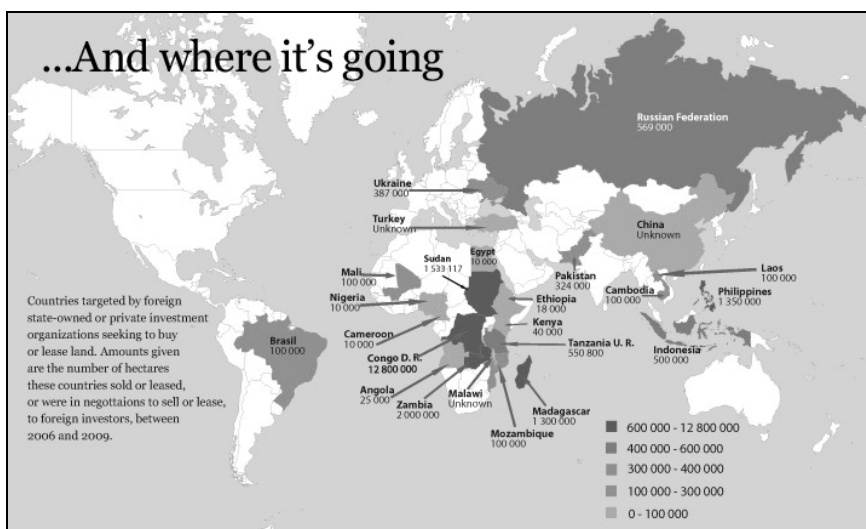 ...And where it's going
Russian Federation
569 000
Ukraine
387 000
Turkey
Unknown
China
Unknown
Egypt
10 000
Sudan
1 533 117
Mali
100 000
Pakistan
324 000
Laos
100 000
Cambodia
100 000
Philippines
1 350 000
Nigeria
10 000
Ethiopia
18 000
Kenya
40 000
Cameroon
10 000
Tanzania U. R.
550 800
Indonesia
500 000
Brasil
100 000
Congo D. R.
12 800 000
Angola
25 000
Zambia
2 000 000
Malawi
Unknown
Mozambique
100 000
Madagascar
1 300 000
Countries targeted by foreign
state-owned or private investment
organizations seeking to buy
or lease land. Amounts given
are the number of hectares
these countries sold or leased,
or were in negottaions to sell or lease,
to foreign investors, between
2006 and 2009.
600 000 - 12 800 000
400 000 - 600 000
300 000 - 400 000
100 000 - 300 000
0 - 100 000